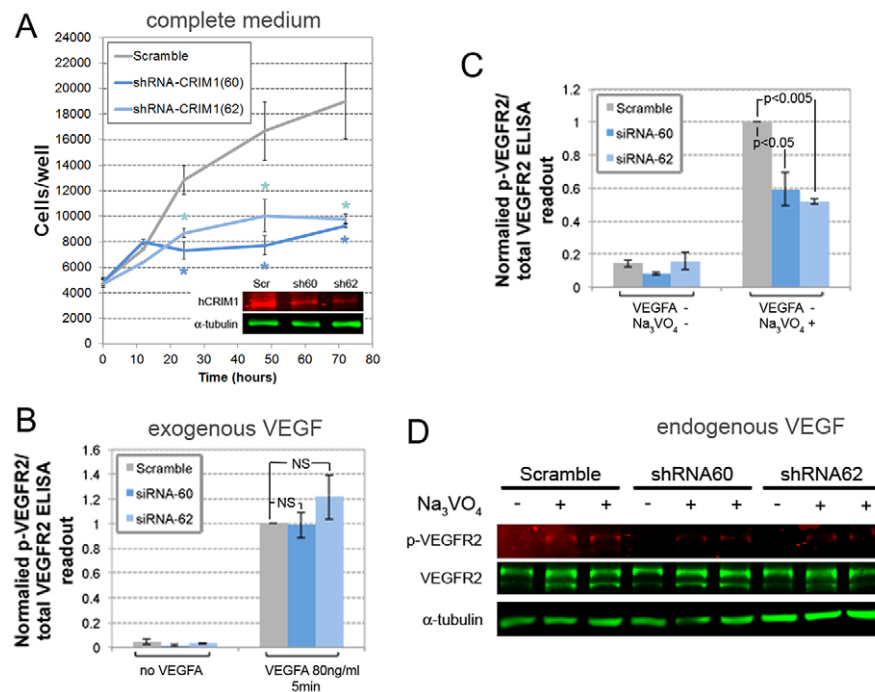 A
complete medium
Cells/well
24000
22000
20000
18000
16000
14000
12000
10000
8000
6000
4000
2000
0
Scramble
shRNA-CRIM1(60)
shRNA-CRIM1(62)
*
*
*
*
*
*
Scr sh60 sh62
hCRIM1
α-tubulin
0 10 20 30 40 50 60 70 80
Time (hours)
B
exogenous VEGF
Normalied p-VEGFR2/
total VEGFR2 ELISA
readout
1.6
1.4
1.2
1
0.8
0.6
0.4
0.2
0
Scramble
siRNA-60
siRNA-62
NS
NS
no VEGFA
VEGFA 80ng/ml
5min
C
Normalied p-VEGFR2/
total VEGFR2 ELISA
readout
1.2
1
0.8
0.6
0.4
0.2
0
Scramble
siRNA-60
siRNA-62
p<0.005
p<0.05
VEGFA -
Na3VO4 -
VEGFA -
Na3VO4 +
D
endogenous VEGF
Scramble shRNA60 shRNA62
Na3VO4 - + + - + + - + +
p-VEGFR2
VEGFR2
α-tubulin